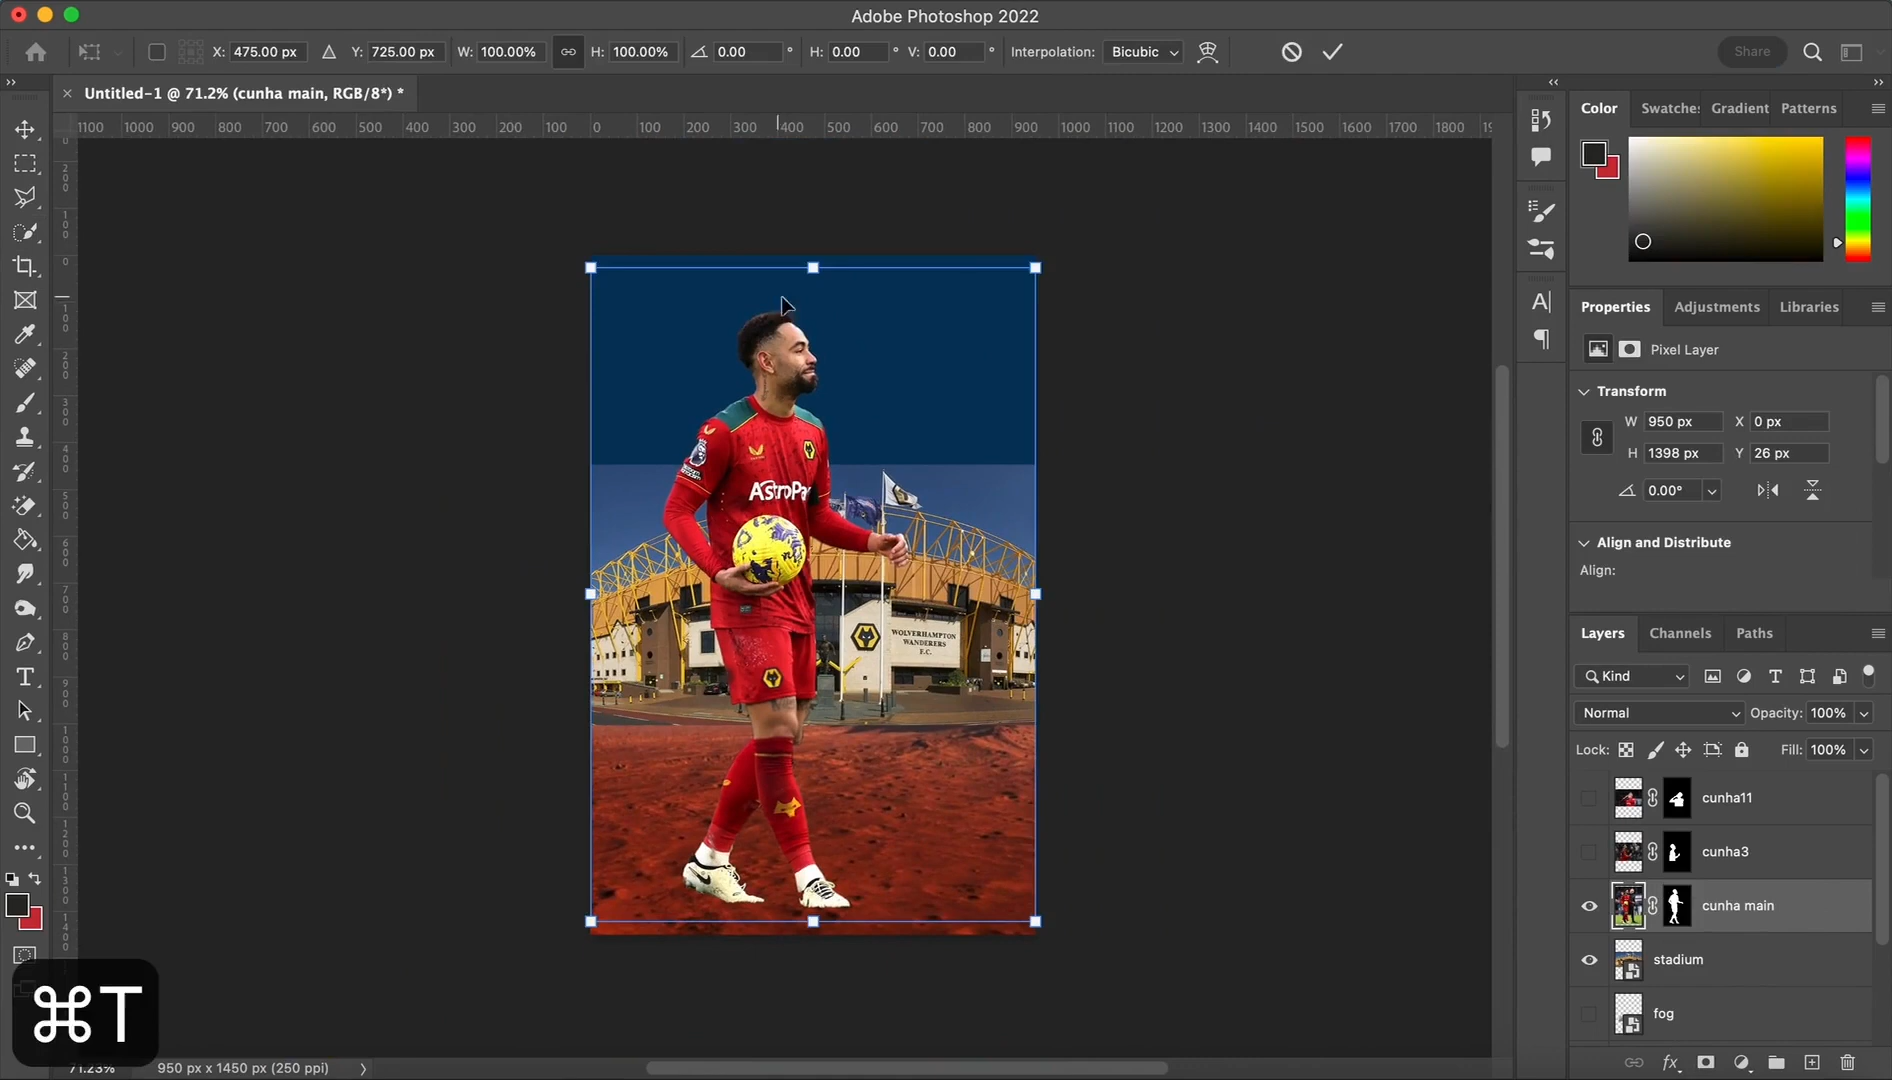 Adobe Photoshop 2022
X: 475.00 px Y: 725.00 px W: 100.00% H: 100.00% 0.00 ° H: 0.00 ° V: 0.00 ° Interpolation: Bicubic Share
Untitled-1 @ 71.2% (cunha main, RGB/8*) *
1100 1000 900 800 700 600 500 400 300 200 100 0 100 200 300 400 500 600 700 800 900 1000 1100 1200 1300 1400 1500 1600 1700 1800
Color Swatches Gradient Patterns
Properties Adjustments Libraries
Pixel Layer
Transform
W 950 px X 0 px
H 1398 px Y 26 px
0.00°
Align and Distribute
Align:
AstroPa
WOLVERHAMPTON
WANDERERS
F.C.
Layers Channels Paths
Kind
Normal Opacity: 100%
Lock: Fill: 100%
cunha11
cunha3
cunha main
stadium
fog
⌘T
71.23% 950 px x 1450 px (250 ppi)